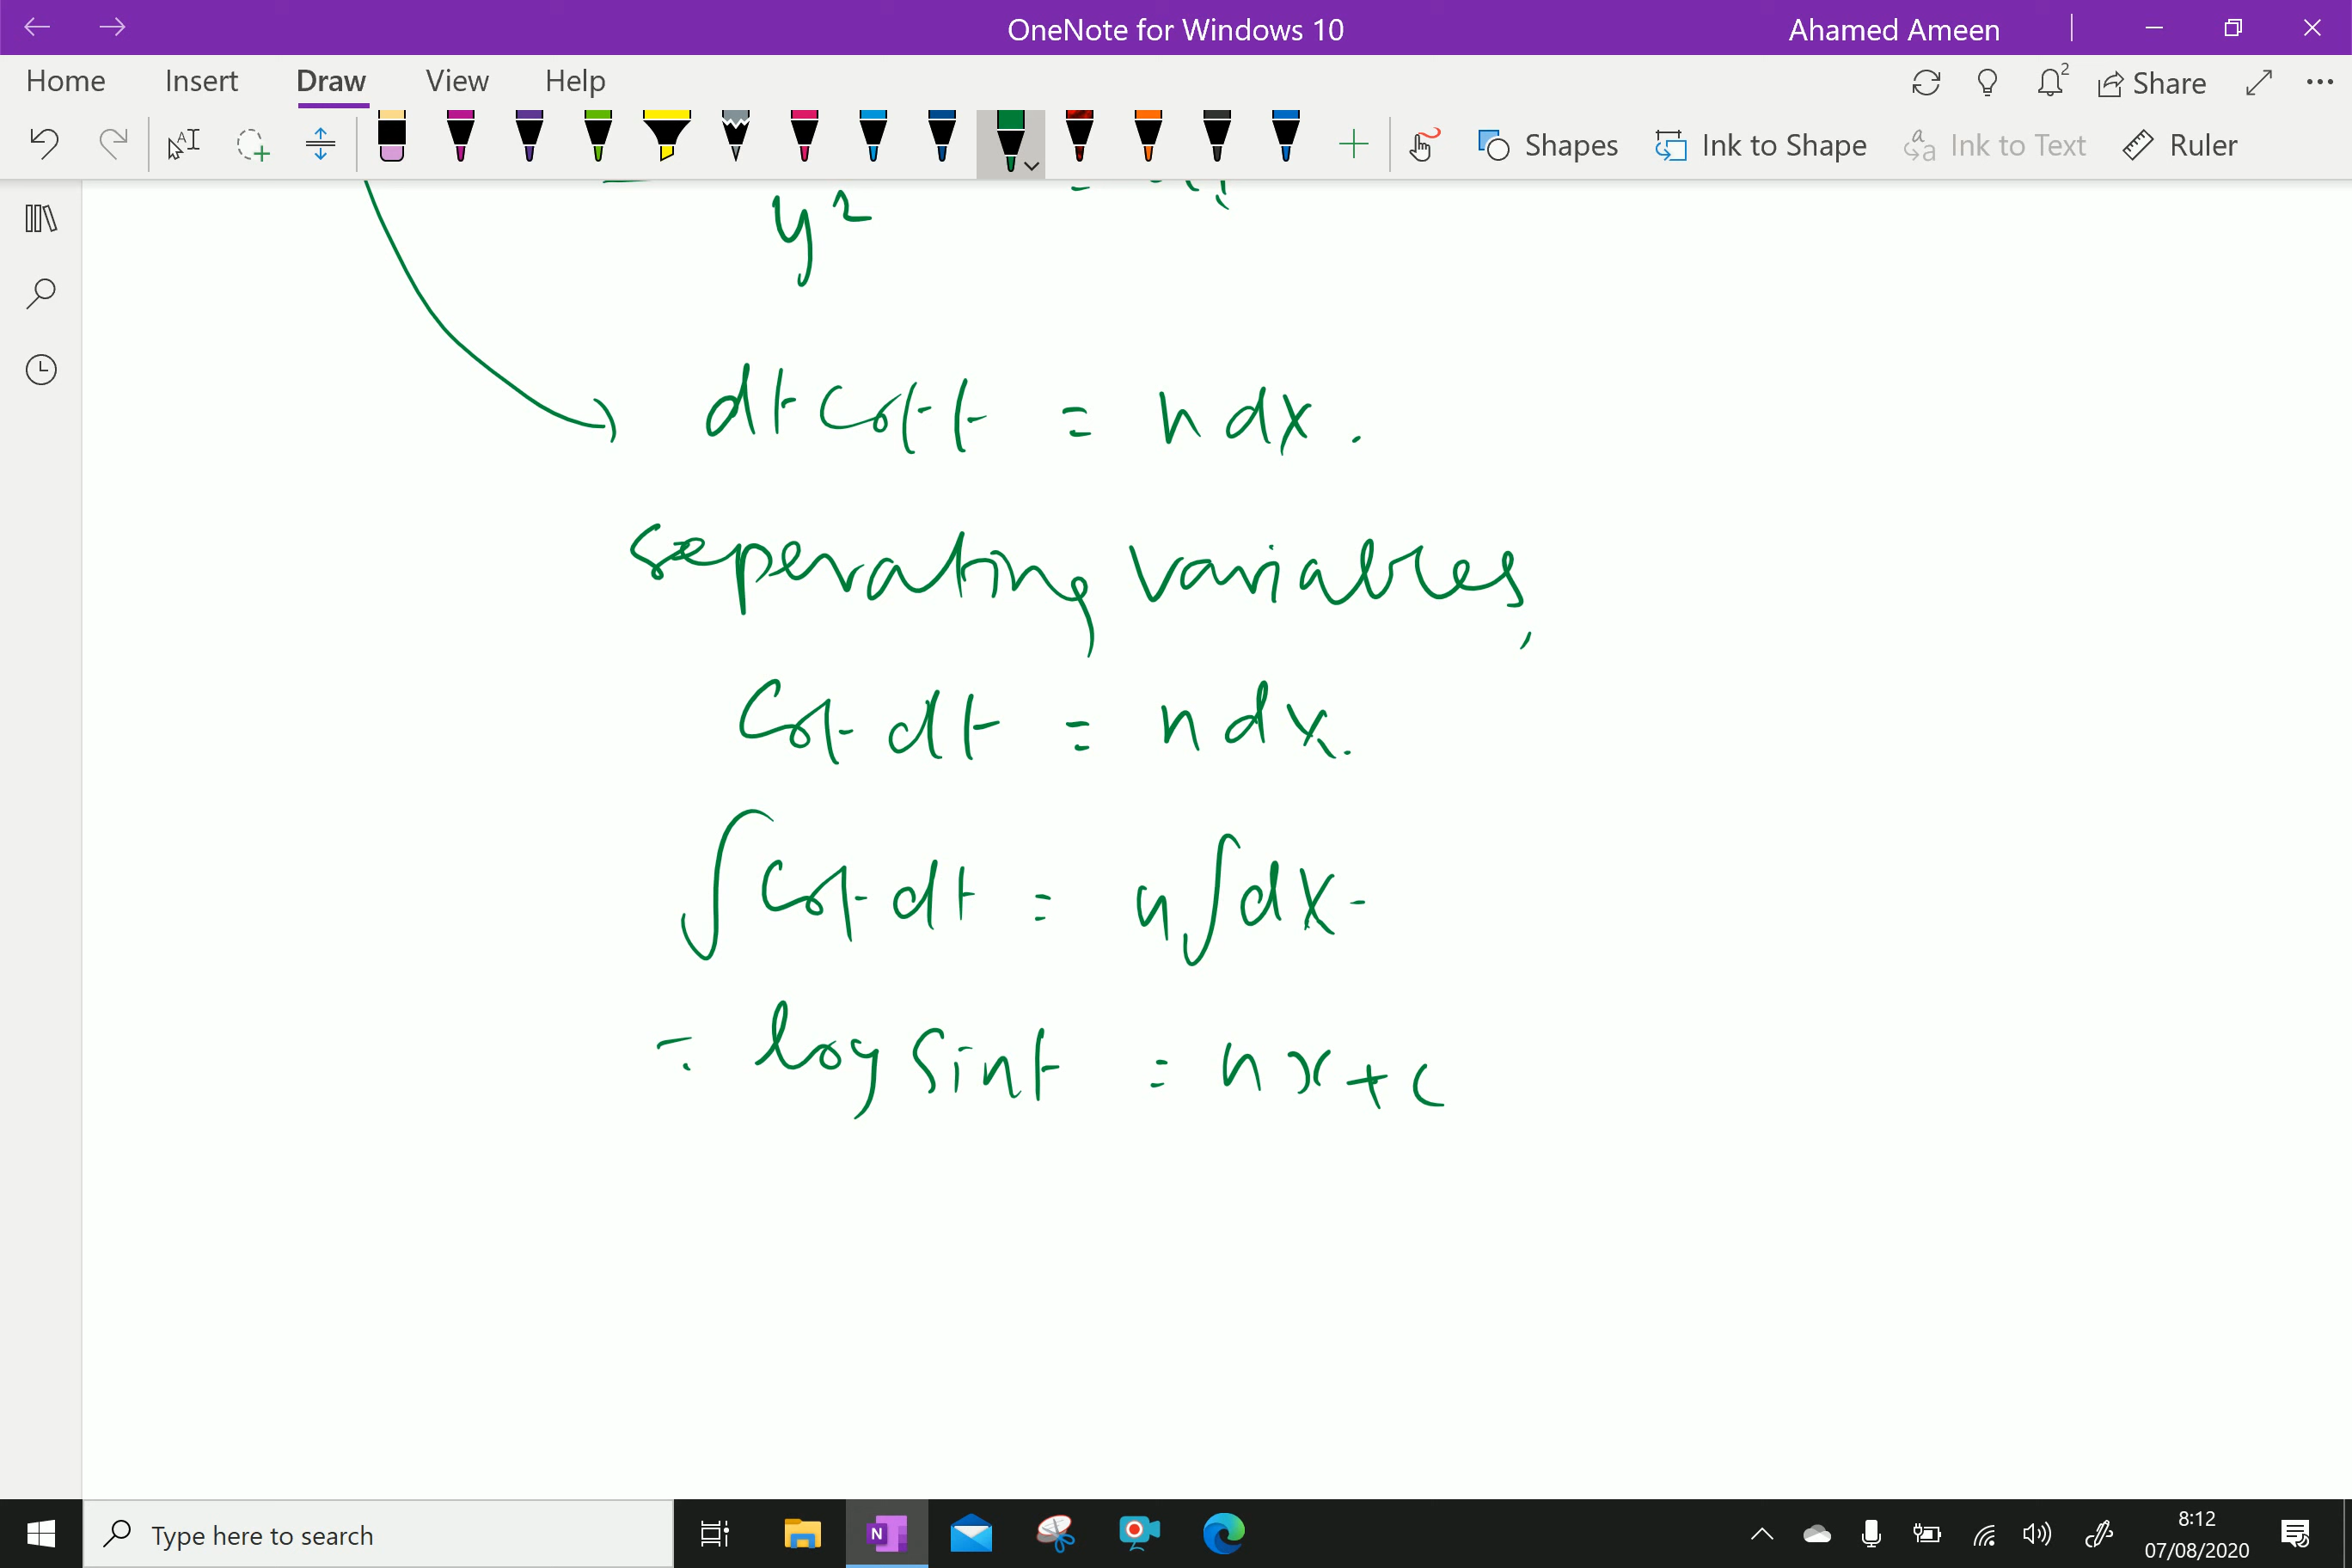 OneNote for Windows 10
Ahamed Ameen
Home Insert Draw View Help
2 Share
Shapes Ink to Shape Ink to Text Ruler
y²
dt cot t = n dx.
seperating variables,
Cot dt = n dx.
∫ Cot dt = n ∫ dx.
log sint = n x + c
Type here to search
8:12
07/08/2020